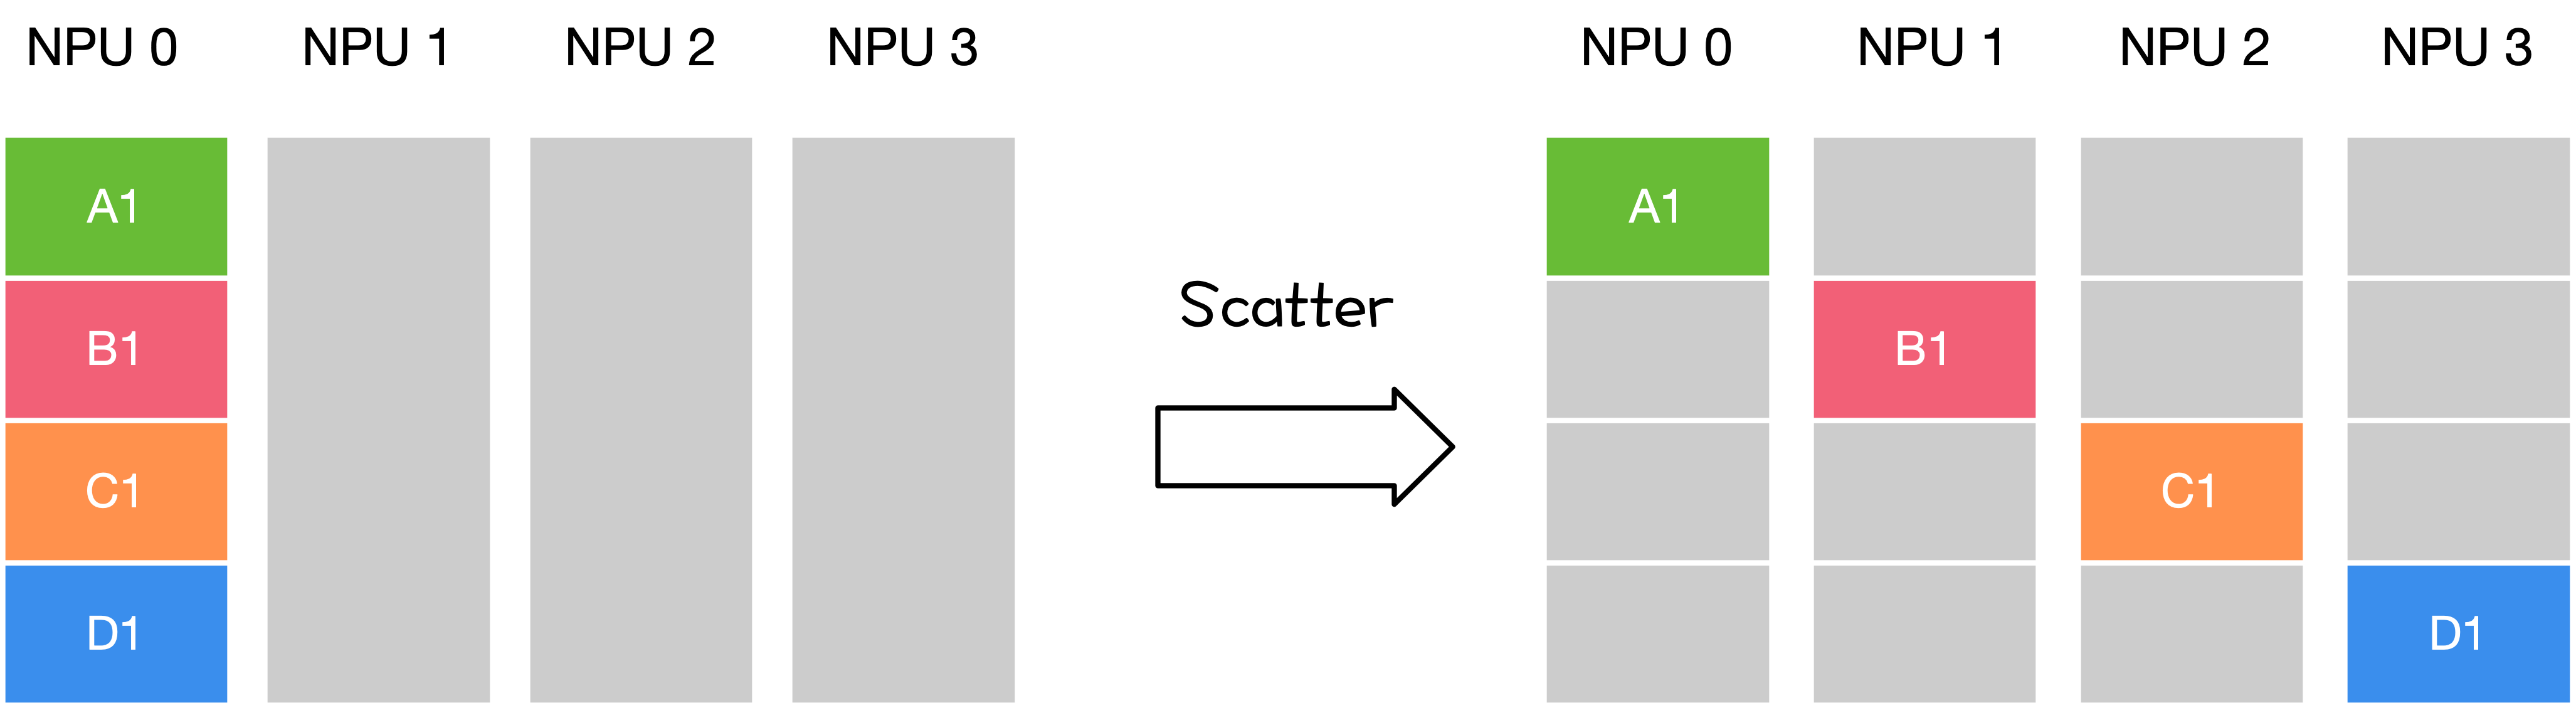 NPU 0 NPU 1 NPU 2 NPU 3 NPU 0 NPU 1 NPU 2 NPU 3
A1 A1
B1 Scatter B1
C1 C1
D1 D1